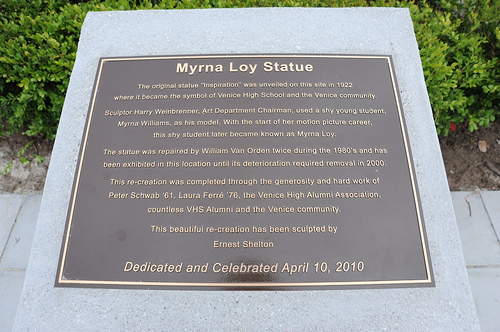 Myrna Loy Statue
The original statue "Inspiration" was unveiled on this site in 1922
where it became the symbol of Venice High School and the Venice community.
Sculptor Harry Weinbrenner, Art Department Chairman, used a shy young student,
Myrna Williams, as his model. With the start of her motion picture career,
this shy student later became known as Myrna Loy.
The statue was repaired by William Van Orden twice during the 1980's and has
been exhibited in this location until its deterioration required removal in 2000.
This re-creation was completed through the generosity and hard work of
Peter Schwab '61, Laura Ferré '76, the Venice High Alumni Association,
countless VHS Alumni and the Venice community.
This beautiful re-creation has been sculpted by
Ernest Shelton
Dedicated and Celebrated April 10, 2010